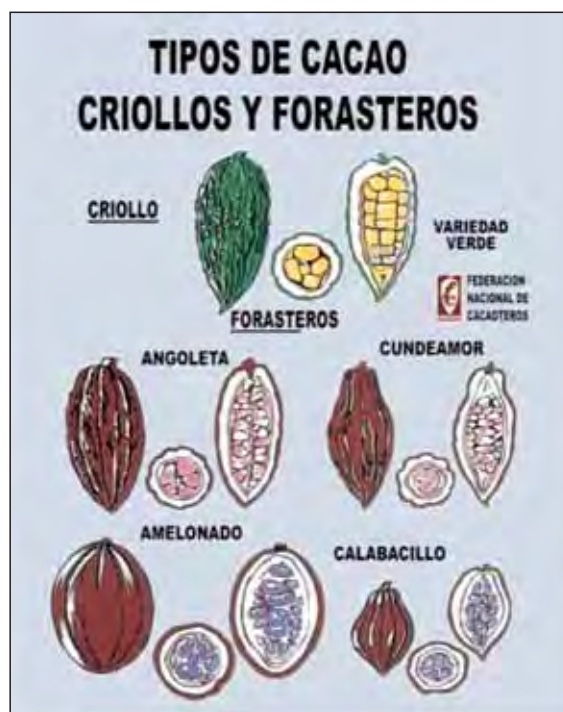 TIPOS DE CACAO
CRIOLLOS Y FORASTEROS
CRIOLLO
VARIEDAD
VERDE
FEDERACION
NACIONAL DE
CACAOTEROS
FORASTEROS
ANGOLETA
CUNDEAMOR
AMELONADO
CALABACILLO